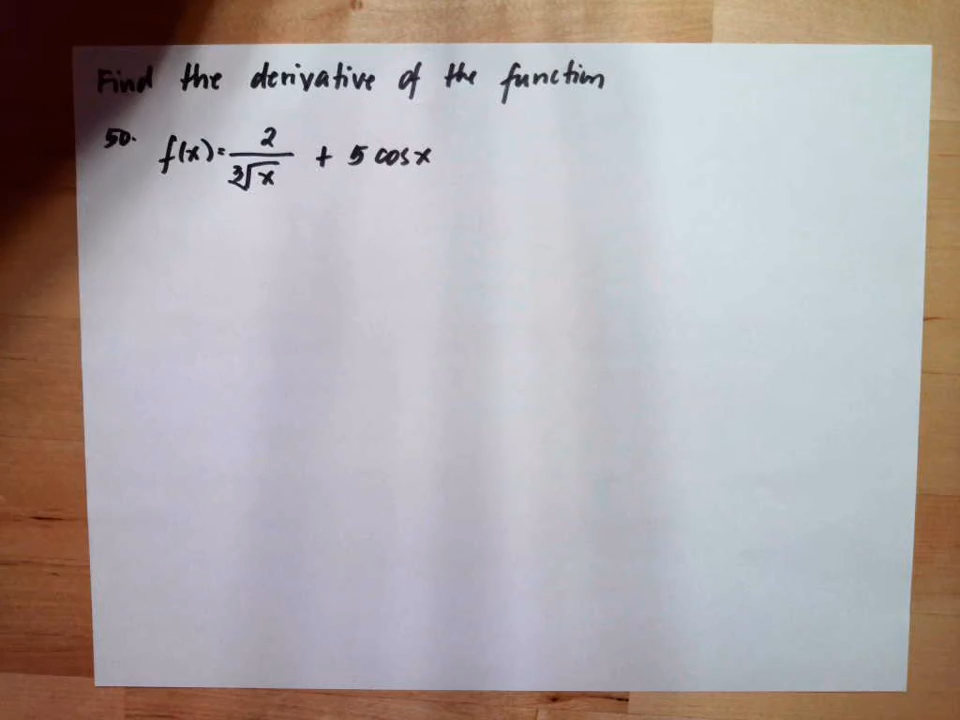 Find the derivative of the function
50. f(x) = 2/∛x + 5 cos x